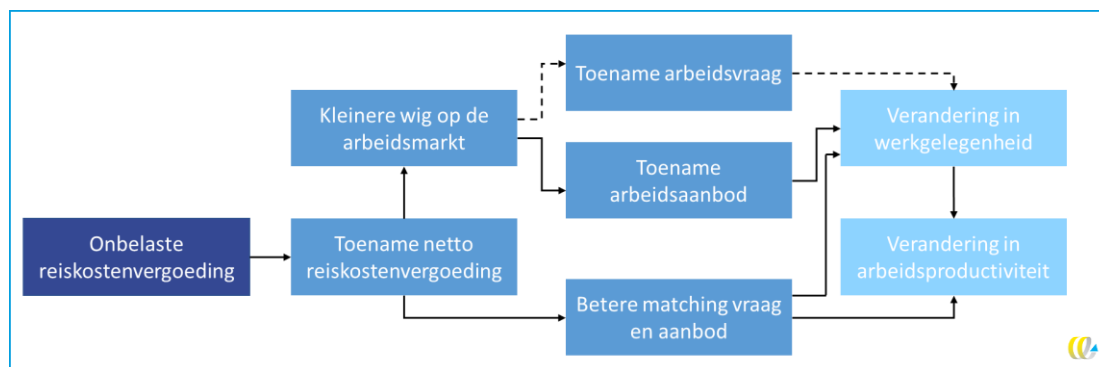 Onbelaste
reiskostenvergoeding
Toename netto
reiskostenvergoeding
Kleinere wig op de
arbeidsmarkt
Toename arbeidsvraag
Toename
arbeidsaanbod
Betere matching vraag
en aanbod
Verandering in
werkgelegenheid
Verandering in
arbeidsproductiviteit